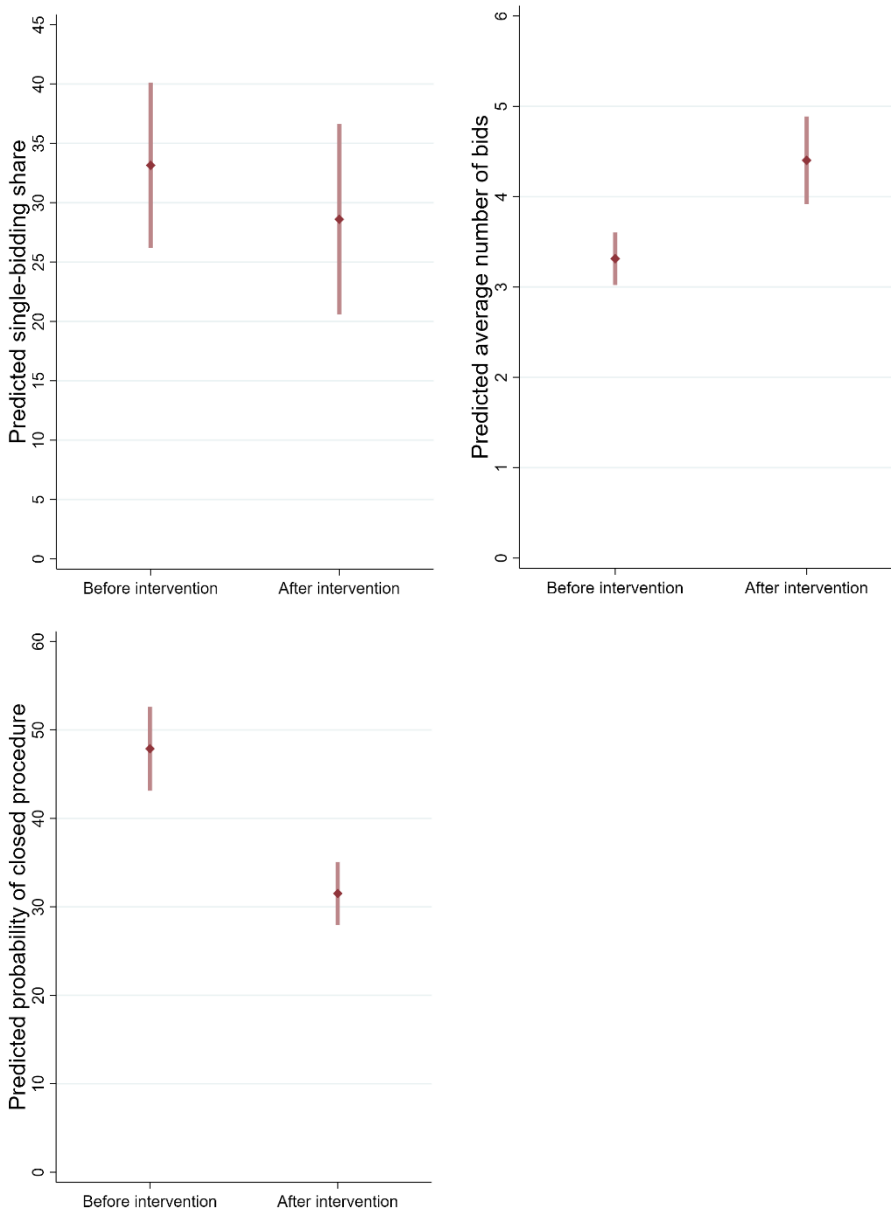 Predicted single-bidding share
45
40
35
30
25
20
15
10
5
0
Before intervention
After intervention
Predicted average number of bids
6
5
4
3
2
1
0
Before intervention
After intervention
Predicted probability of closed procedure
60
50
40
30
20
10
0
Before intervention
After intervention